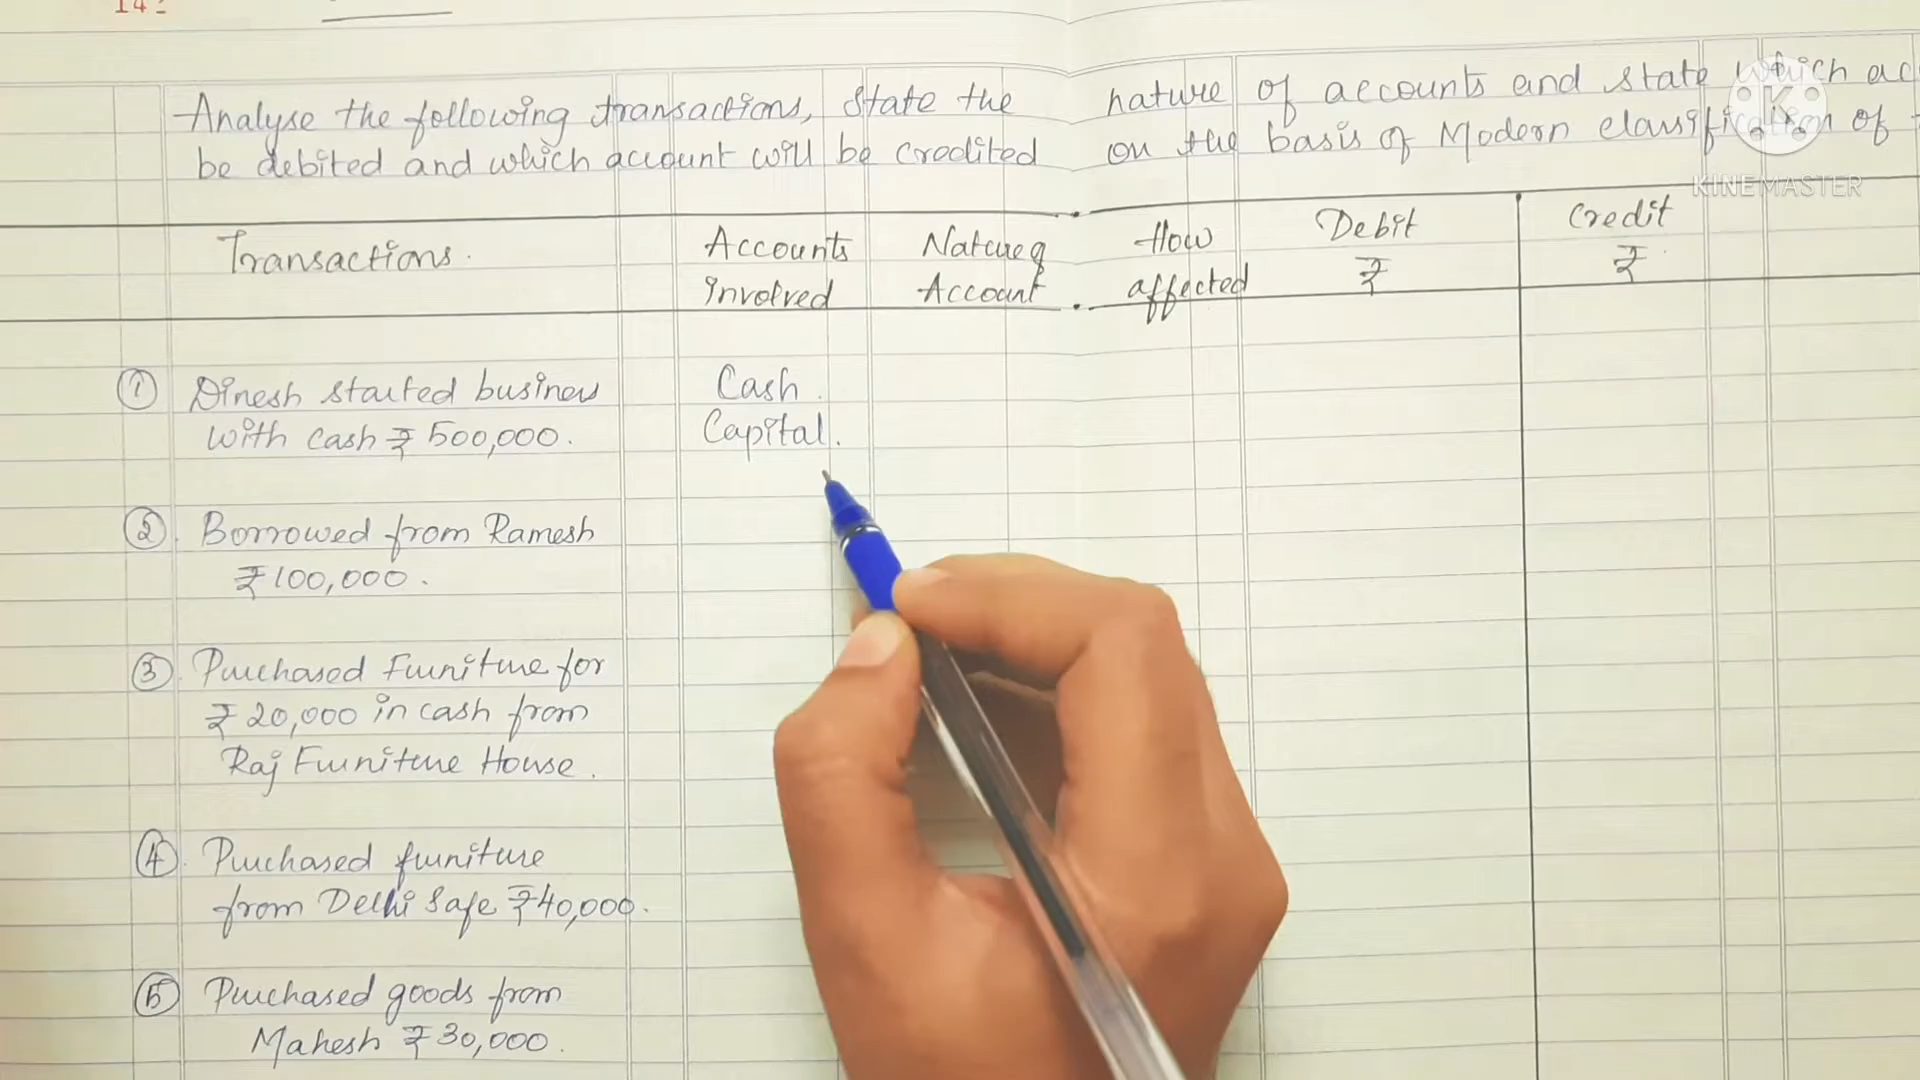 141
Analyse the following transactions, state the nature of accounts and state which ac
be debited and which account will be credited on the basis of Modern classification of
KINEMASTER
Transactions. Accounts Involved Nature of Account How affected Debit ₹ Credit ₹
① Dinesh started business Cash.
with cash ₹ 500,000. Capital.
② Borrowed from Ramesh
₹ 100,000.
③ Purchased Furniture for
₹ 20,000 in cash from
Raj Furniture House.
④ Purchased furniture
from Delhi Safe ₹ 40,000.
⑤ Purchased goods from
Mahesh ₹ 30,000.